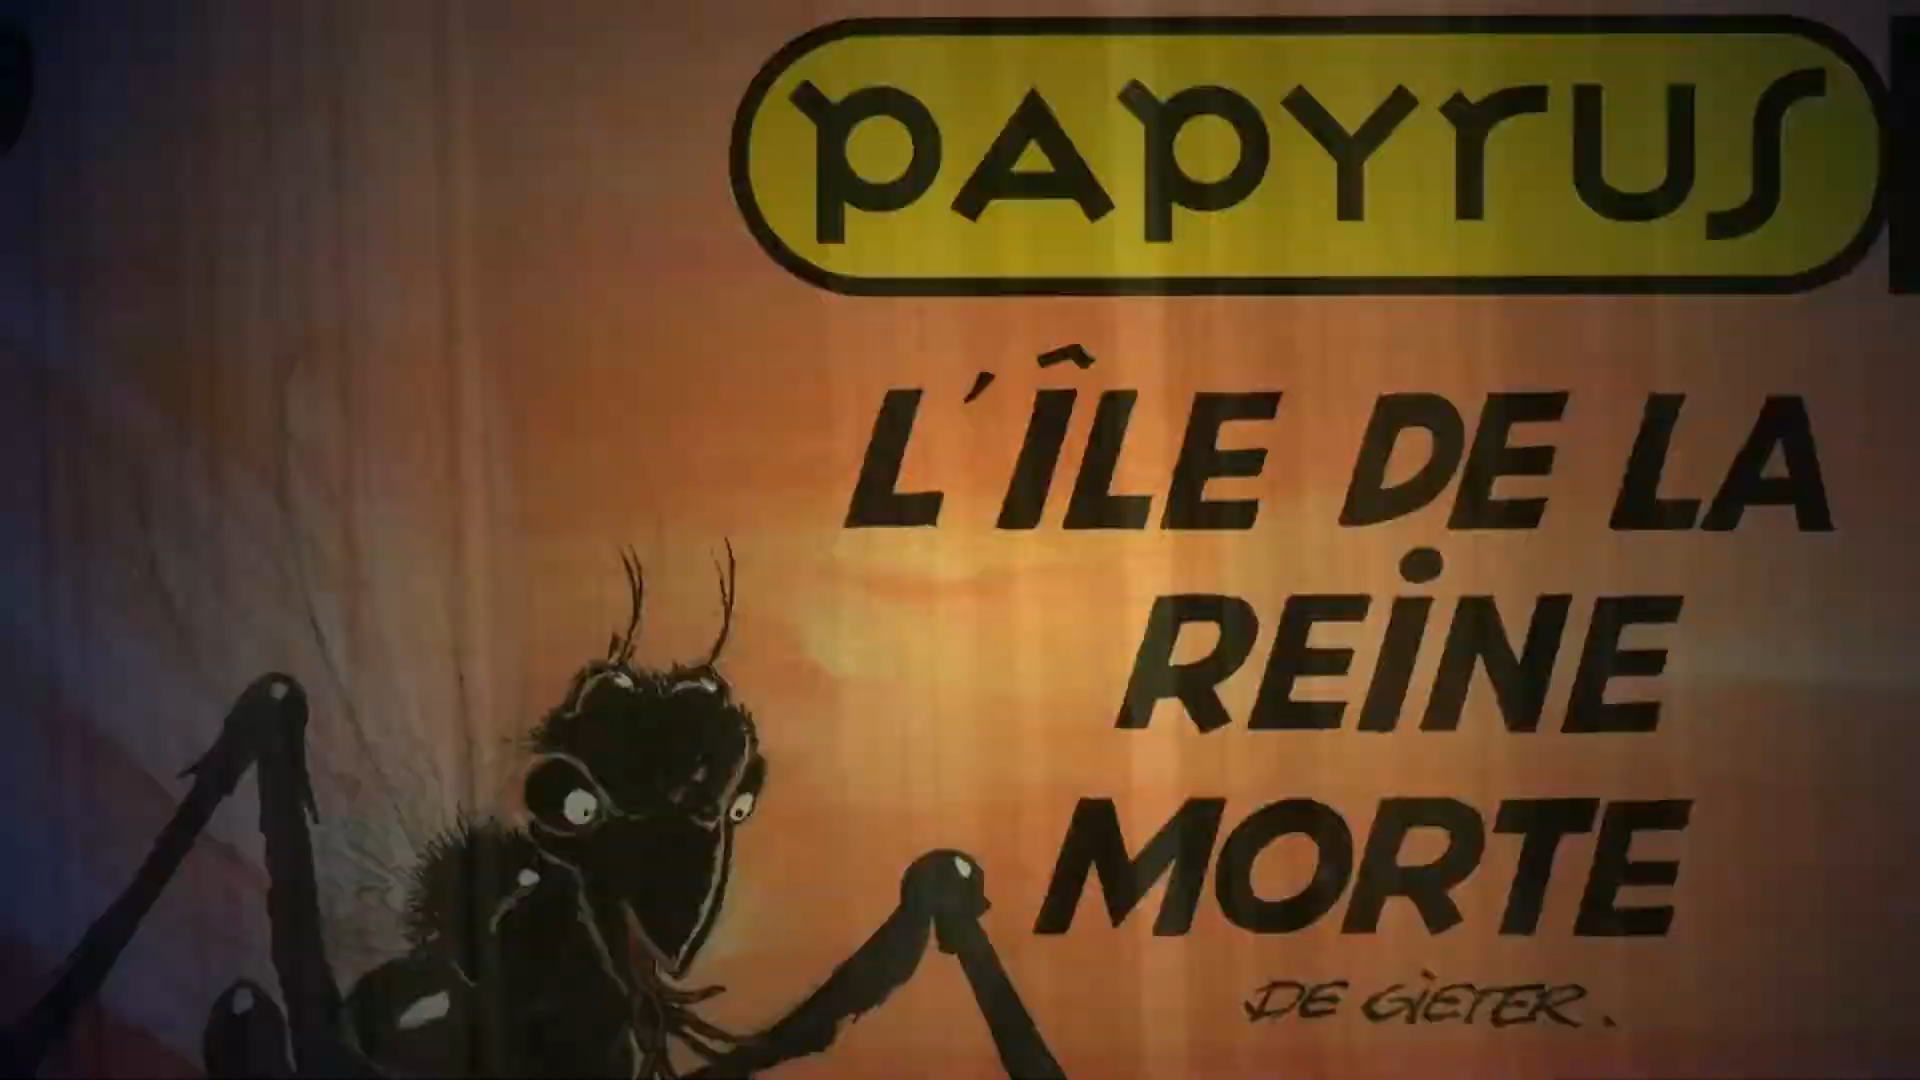 PAPYRUS
L'ÎLE DE LA
REINE
MORTE
DE GIETER.